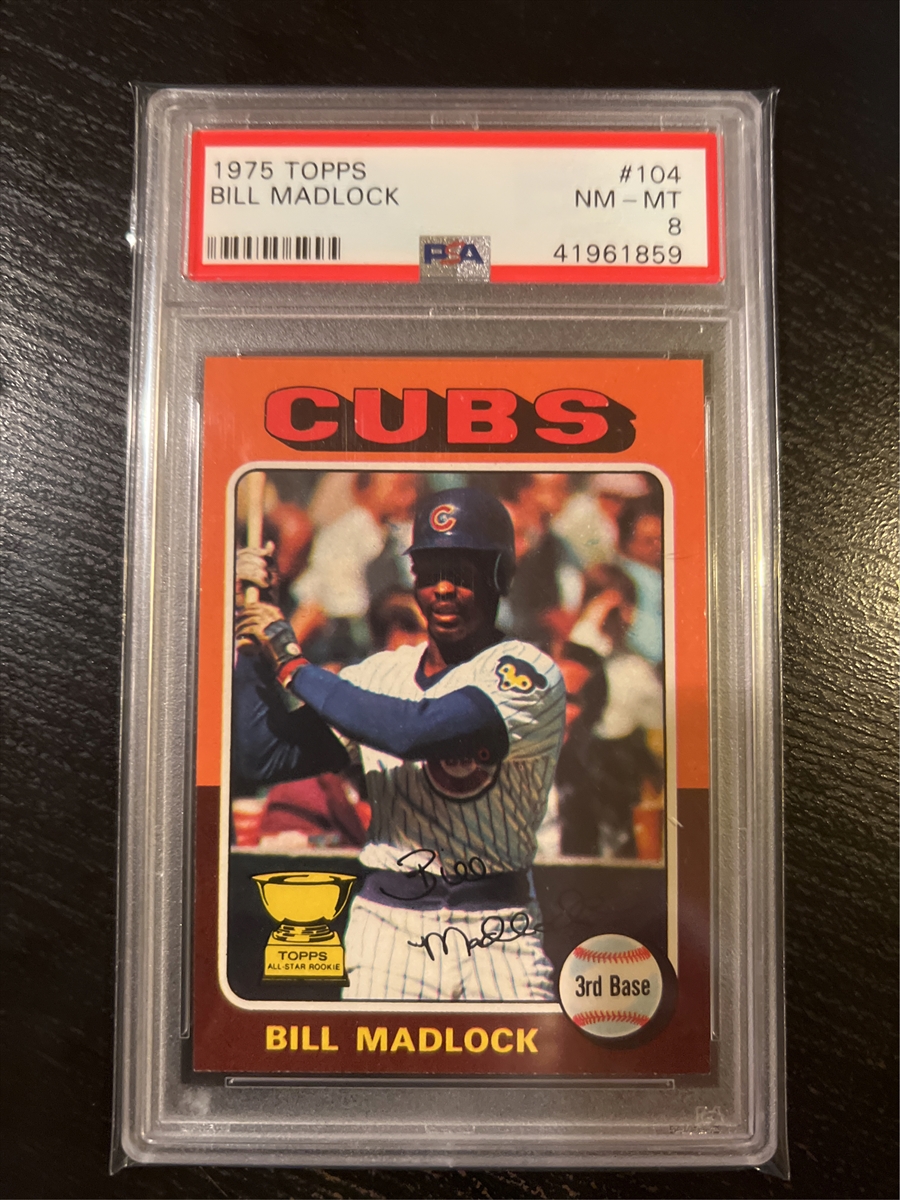 1975 TOPPS #104
BILL MADLOCK NM - MT
8
PSA 41961859
CUBS
C
Bill
3rd Base
TOPPS
ALL-STAR ROOKIE
BILL MADLOCK